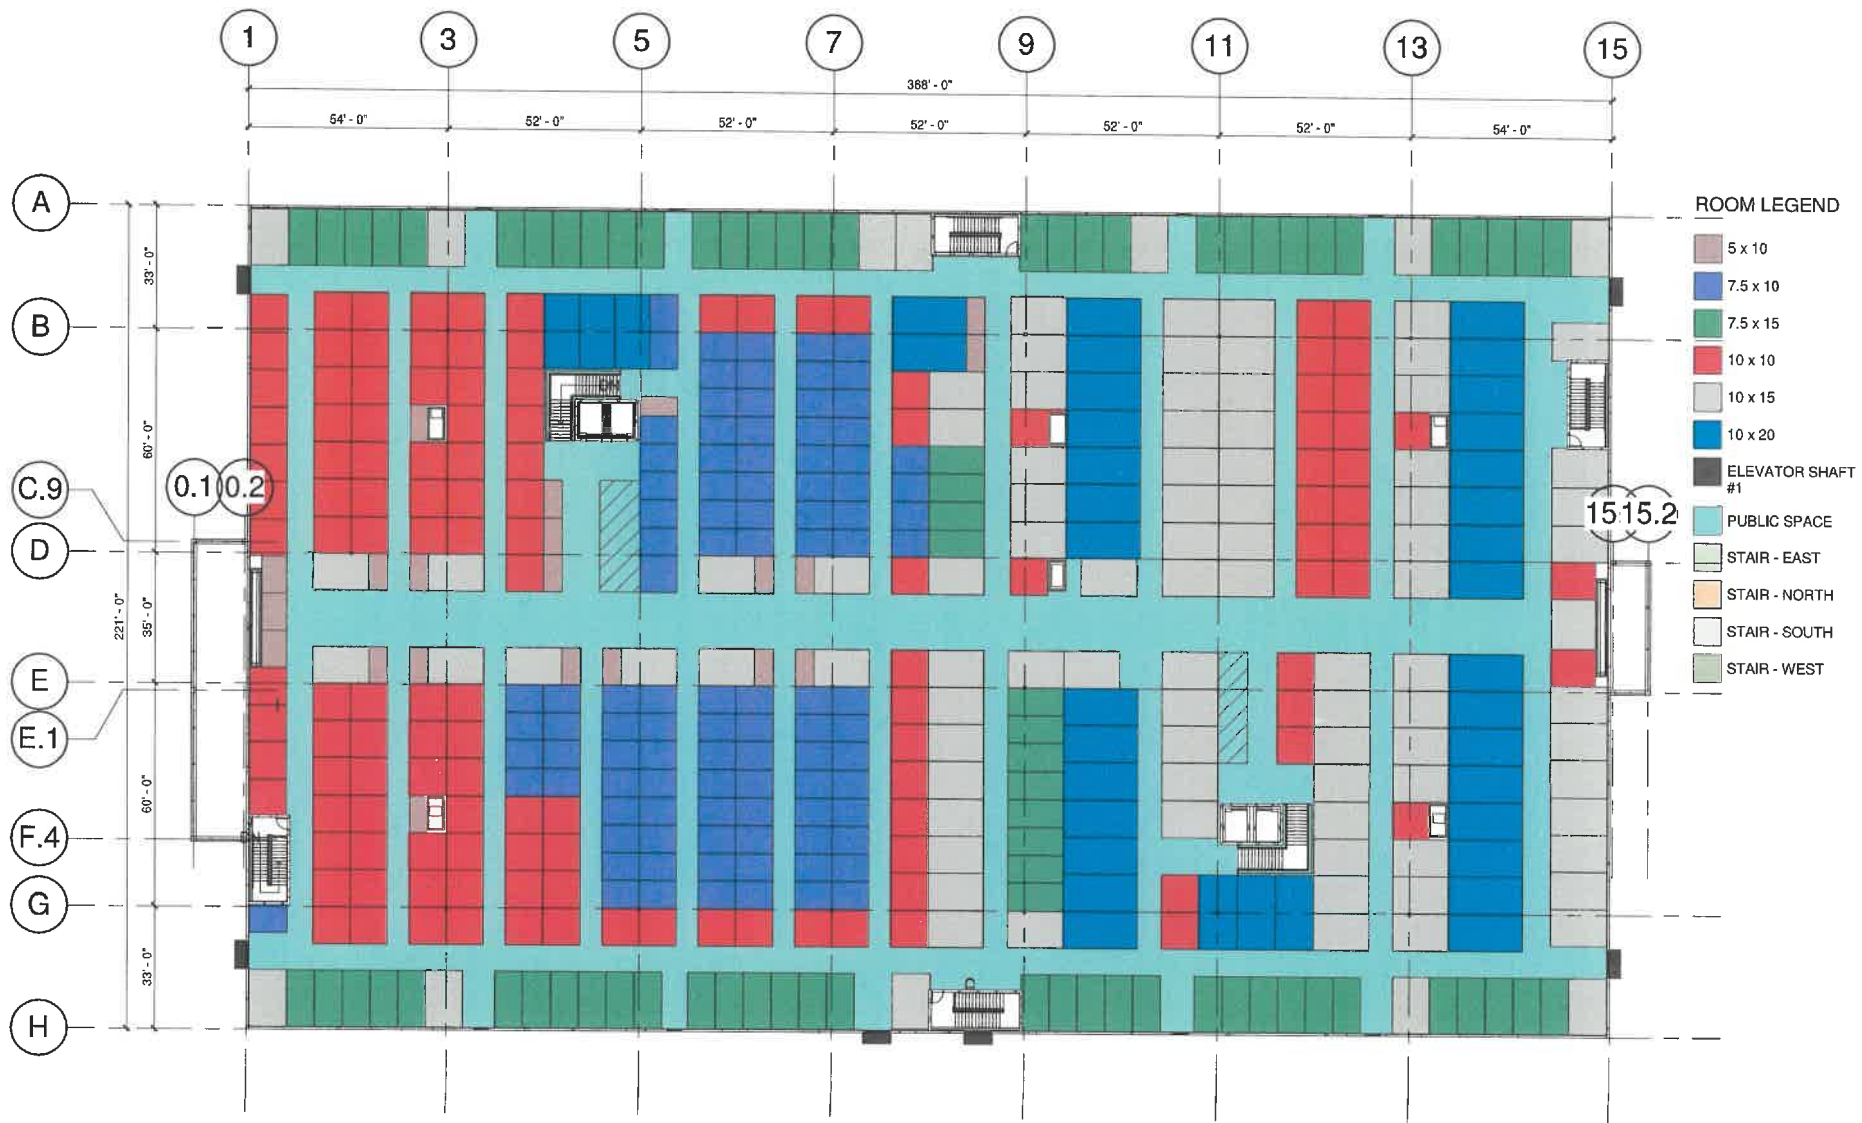 1 3 5 7 9 11 13 15
368' - 0"
54' - 0" 52' - 0" 52' - 0" 52' - 0" 52' - 0" 52' - 0" 54' - 0"
A
B
C.9
D
E
E.1
F.4
G
H
33' - 0"
60' - 0"
35' - 0"
60' - 0"
33' - 0"
221' - 0"
0.1 0.2
DN
15 15.2
ROOM LEGEND
5 x 10
7.5 x 10
7.5 x 15
10 x 10
10 x 15
10 x 20
ELEVATOR SHAFT
#1
PUBLIC SPACE
STAIR - EAST
STAIR - NORTH
STAIR - SOUTH
STAIR - WEST